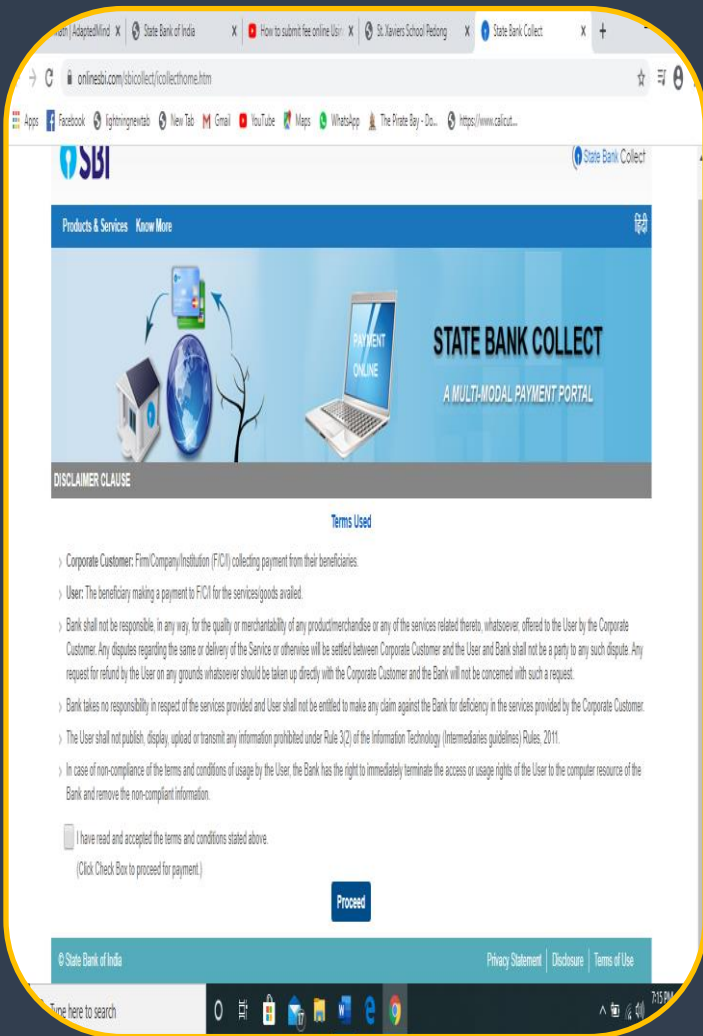 Math | AdaptedMind
State Bank of India
How to submit fee online Usin
St. Xaviers School Pedong
State Bank Collect
onlinesbi.com/sbicollect/icollecthome.htm
Apps Facebook lightningnewtab New Tab Gmail YouTube Maps WhatsApp The Pirate Bay - Do... https://www.calicut...
SBI
State Bank Collect
Products & Services Know More हिंदी
PAYMENT
ONLINE
STATE BANK COLLECT
A MULTI-MODAL PAYMENT PORTAL
DISCLAIMER CLAUSE
Terms Used
Corporate Customer: Firm/Company/Institution (F/C/I) collecting payment from their beneficiaries.
User: The beneficiary making a payment to F/C/I for the services/goods availed.
Bank shall not be responsible, in any way, for the quality or merchantability of any product/merchandise or any of the services related thereto, whatsoever, offered to the User by the Corporate
Customer. Any disputes regarding the same or delivery of the Service or otherwise will be settled between Corporate Customer and the User and Bank shall not be a party to any such dispute. Any
request for refund by the User on any grounds whatsoever should be taken up directly with the Corporate Customer and the Bank will not be concerned with such a request.
Bank takes no responsibility in respect of the services provided and User shall not be entitled to make any claim against the Bank for deficiency in the services provided by the Corporate Customer.
The User shall not publish, display, upload or transmit any information prohibited under Rule 3(2) of the Information Technology (Intermediaries guidelines) Rules, 2011.
In case of non-compliance of the terms and conditions of usage by the User, the Bank has the right to immediately terminate the access or usage rights of the User to the computer resource of the
Bank and remove the non-compliant information.
I have read and accepted the terms and conditions stated above.
(Click Check Box to proceed for payment.)
Proceed
© State Bank of India Privacy Statement | Disclosure | Terms of Use
Type here to search
7:15 PM